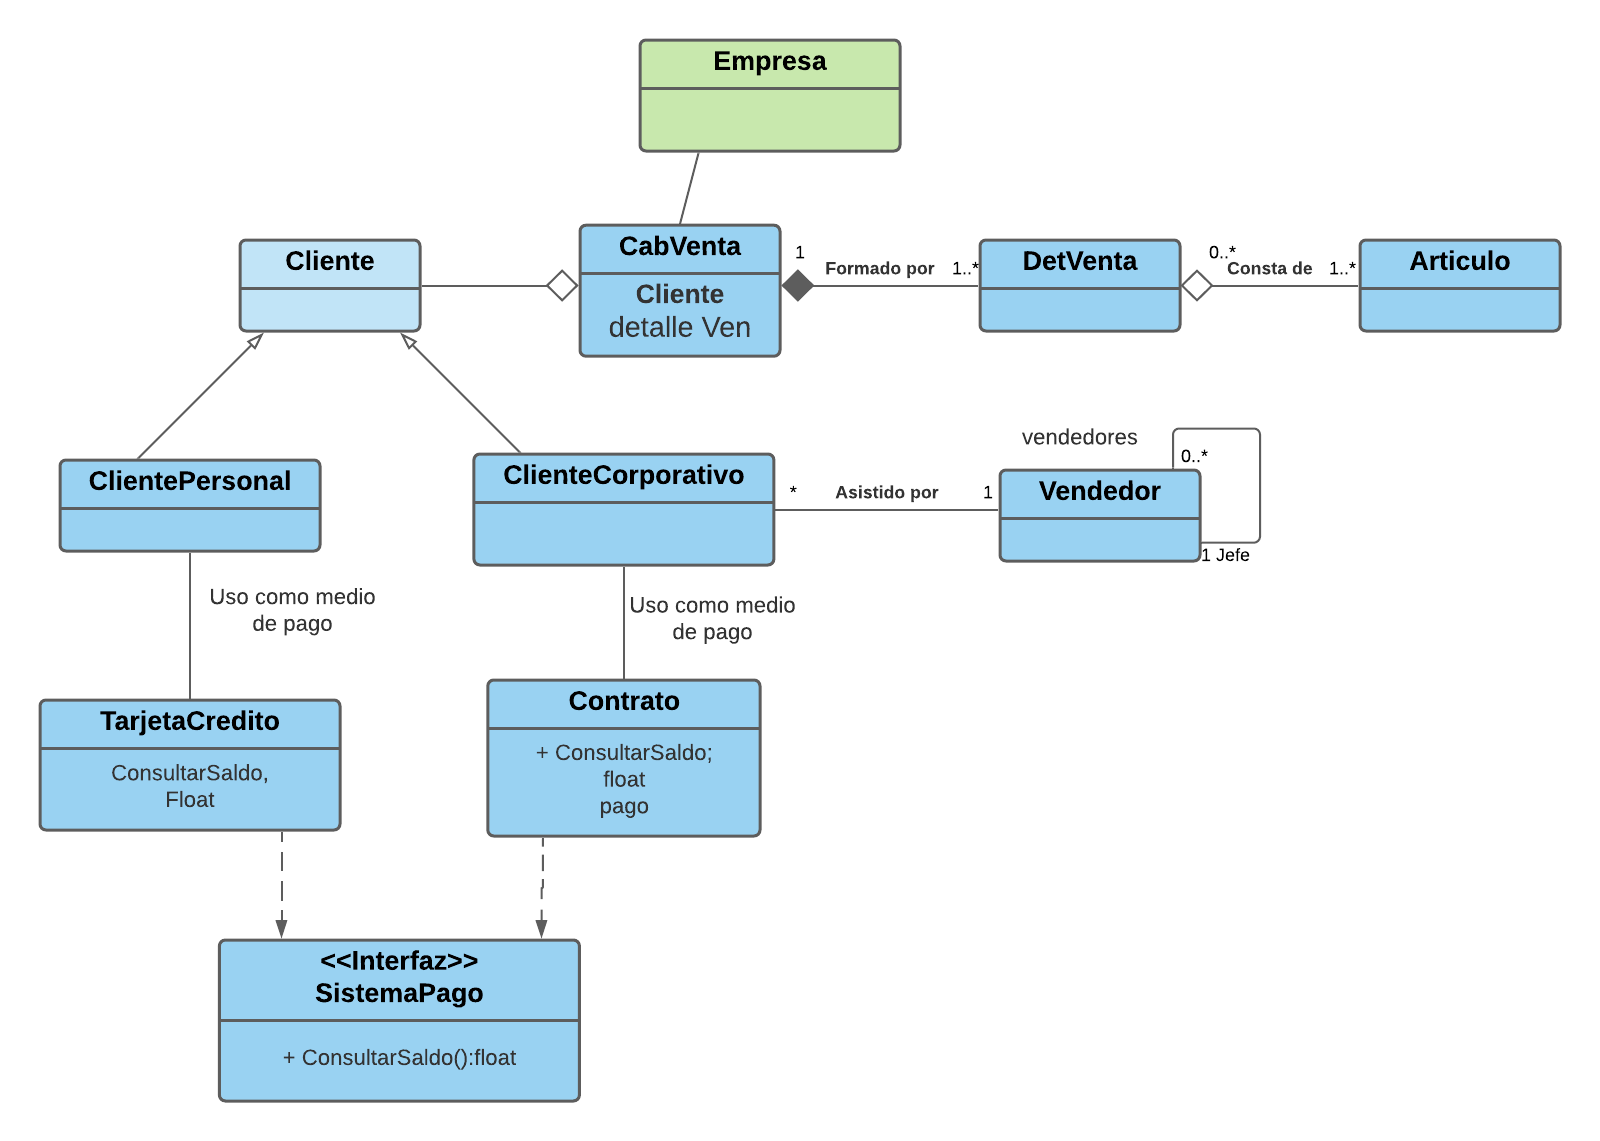 Empresa
Cliente
CabVenta
Cliente
detalle Ven
1
Formado por
1..*
DetVenta
0..*
Consta de
1..*
Articulo
ClientePersonal
ClienteCorporativo
*
Asistido por
1
vendedores
0..*
Vendedor
1 Jefe
Uso como medio
de pago
Uso como medio
de pago
TarjetaCredito
ConsultarSaldo,
Float
Contrato
+ ConsultarSaldo;
float
pago
<<Interfaz>>
SistemaPago
+ ConsultarSaldo():float